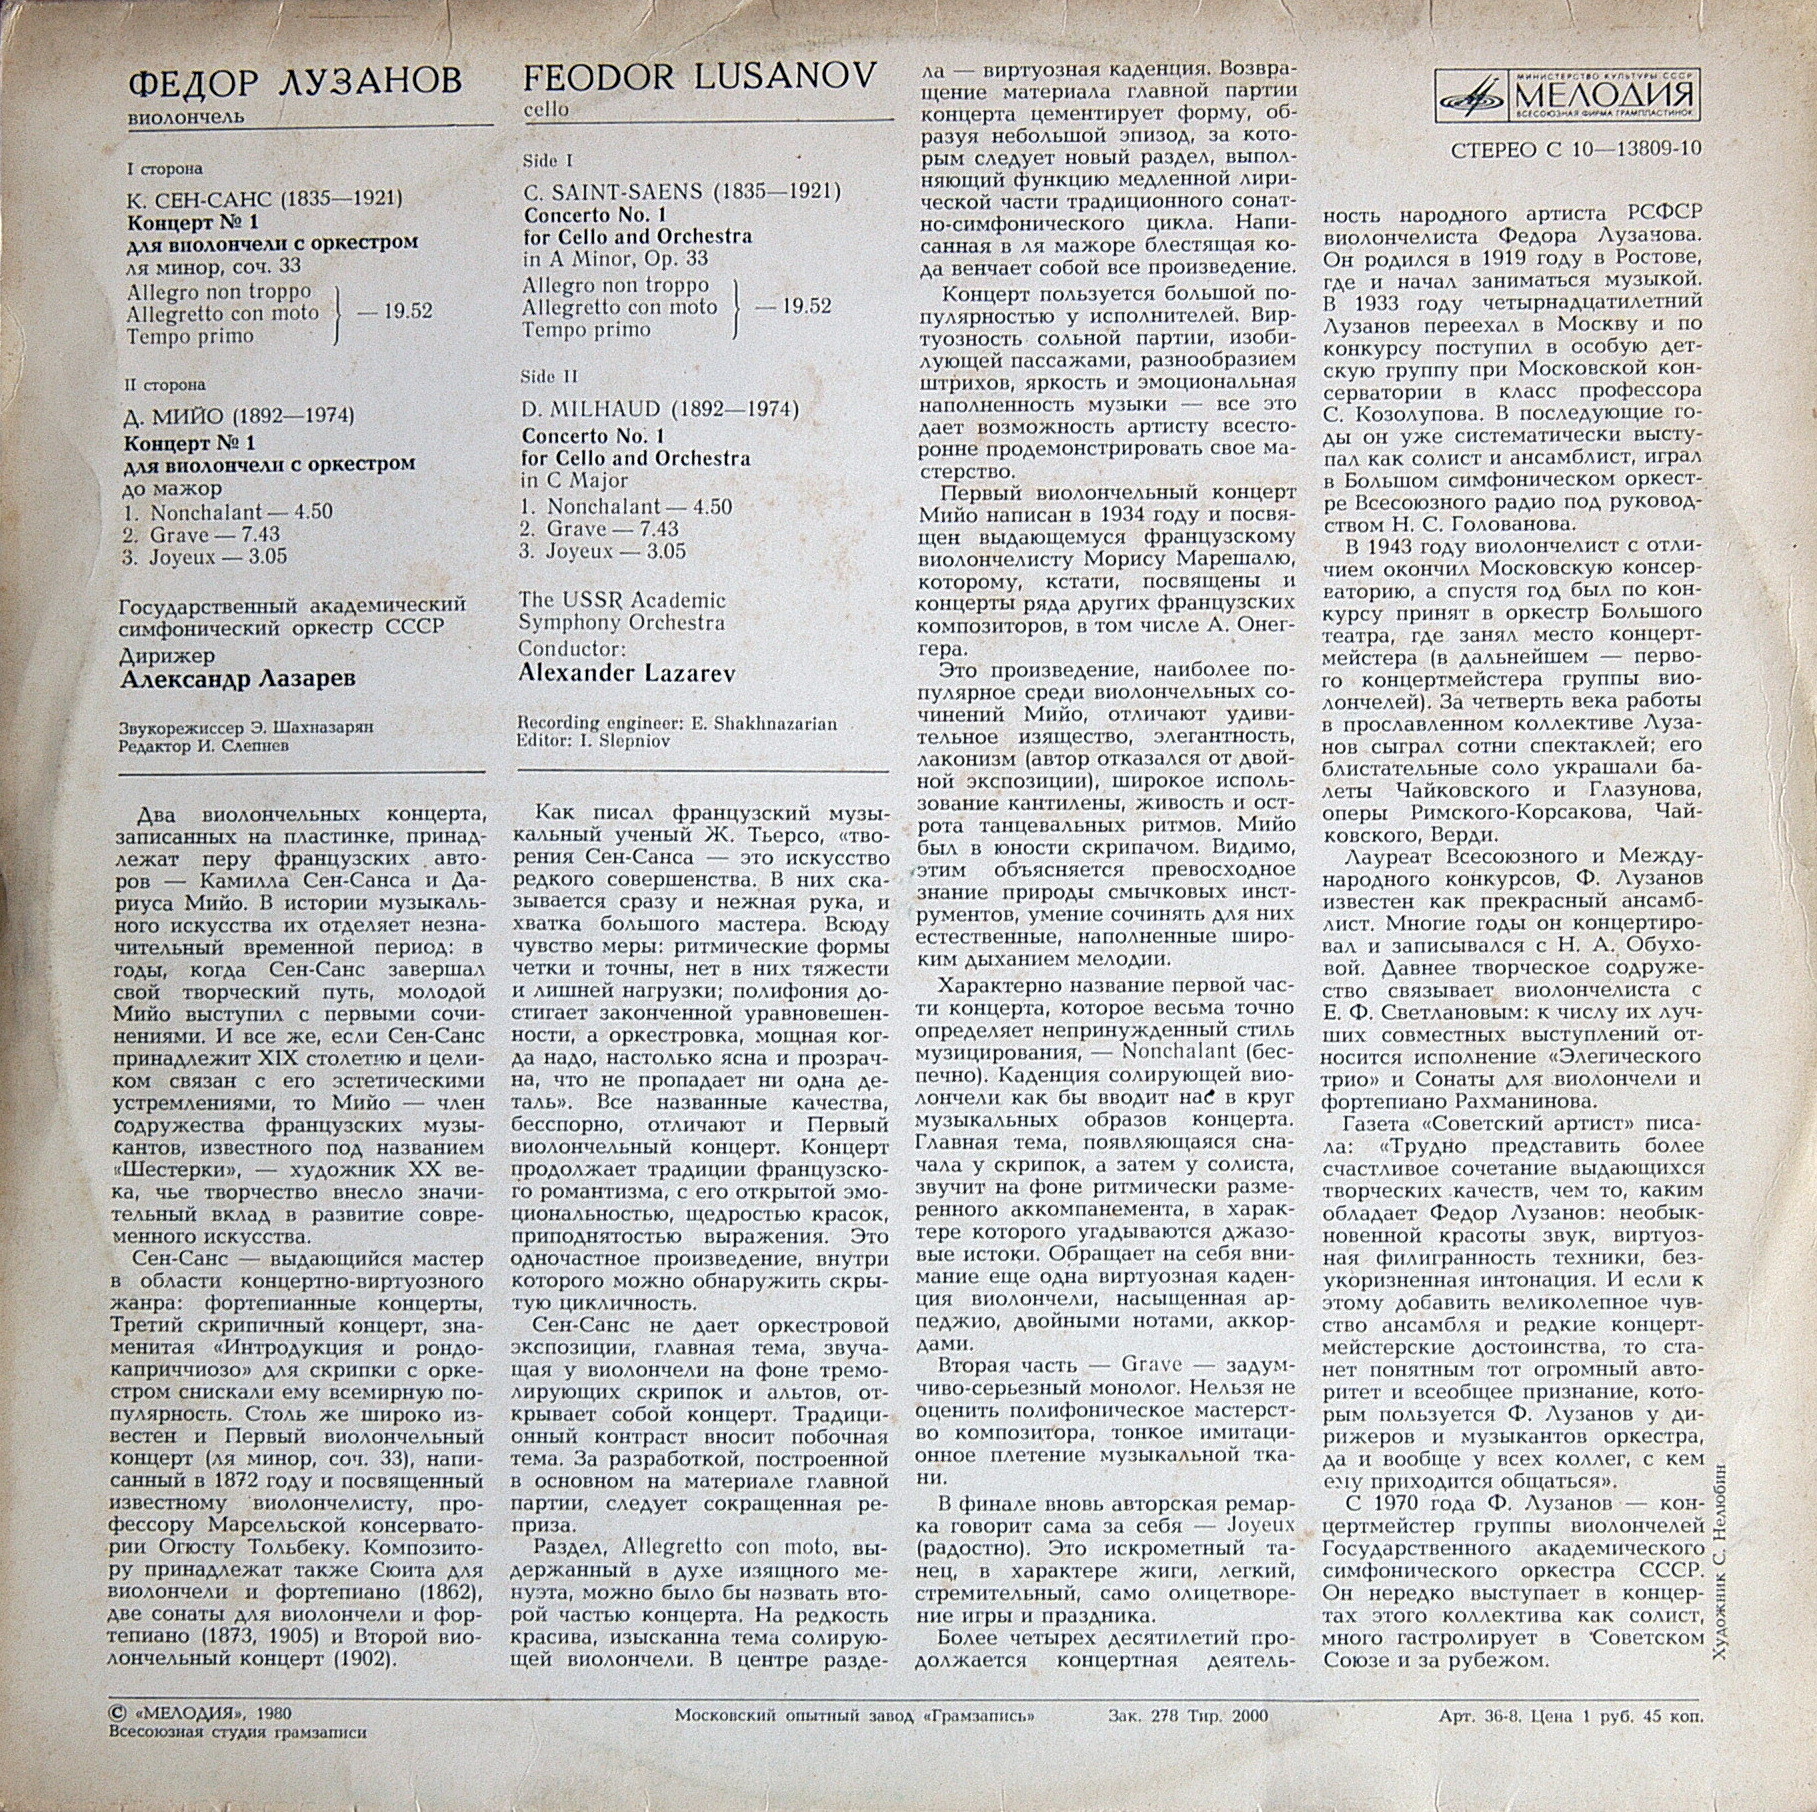 ФЕДОР ЛУЗАНОВ
виолончель
I сторона
К. СЕН-САНС (1835—1921)
Концерт № 1
для виолончели с оркестром
ля минор, соч. 33
Allegro non troppo
Allegretto con moto — 19.52
Tempo primo
II сторона
Д. МИЙО (1892—1974)
Концерт № 1
для виолончели с оркестром
до мажор
1. Nonchalant — 4.50
2. Grave — 7.43
3. Joyeux — 3.05
Государственный академический
симфонический оркестр СССР
Дирижер
Александр Лазарев
Звукорежиссер Э. Шахназарян
Редактор И. Слепнев
FEODOR LUSANOV
cello
Side I
C. SAINT-SAENS (1835—1921)
Concerto No. 1
for Cello and Orchestra
in A Minor, Op. 33
Allegro non troppo
Allegretto con moto — 19.52
Tempo primo
Side II
D. MILHAUD (1892—1974)
Concerto No. 1
for Cello and Orchestra
in C Major
1. Nonchalant — 4.50
2. Grave — 7.43
3. Joyeux — 3.05
The USSR Academic
Symphony Orchestra
Conductor:
Alexander Lazarev
Recording engineer: E. Shakhnazarian
Editor: I. Slepniov
Два виолончельных концерта,
записанных на пластинке, принад-
лежат перу французских авто-
ров — Камилла Сен-Санса и Да-
риуса Мийо. В истории музыкаль-
ного искусства их отделяет незна-
чительный временной период: в
годы, когда Сен-Санс завершал
свой творческий путь, молодой
Мийо выступил с первыми сочи-
нениями. И все же, если Сен-Санс
принадлежит XIX столетию и цели-
ком связан с его эстетическими
устремлениями, то Мийо — член
содружества французских музы-
кантов, известного под названием
«Шестерки», — художник XX ве-
ка, чье творчество внесло значи-
тельный вклад в развитие совре-
менного искусства.
Сен-Санс — выдающийся мастер
в области концертно-виртуозного
жанра: фортепианные концерты,
Третий скрипичный концерт, зна-
менитая «Интродукция и рондо-
каприччиозо» для скрипки с орке-
стром снискали ему всемирную по-
пулярность. Столь же широко из-
вестен и Первый виолончельный
концерт (ля минор, соч. 33), напи-
санный в 1872 году и посвященный
известному виолончелисту, про-
фессору Марсельской консервато-
рии Огюсту Тольбеку. Композито-
ру принадлежат также Сюита для
виолончели и фортепиано (1862),
две сонаты для виолончели и фор-
тепиано (1873, 1905) и Второй вио-
лончельный концерт (1902).
Как писал французский музы-
кальный ученый Ж. Тьерсо, «тво-
рения Сен-Санса — это искусство
редкого совершенства. В них ска-
зывается сразу и нежная рука, и
хватка большого мастера. Всюду
чувство меры: ритмические формы
четки и точны, нет в них тяжести
и лишней нагрузки; полифония до-
стигает законченной уравновешен-
ности, а оркестровка, мощная ког-
да надо, настолько ясна и прозрач-
на, что не пропадает ни одна де-
таль». Все названные качества,
бесспорно, отличают и Первый
виолончельный концерт. Концерт
продолжает традиции французско-
го романтизма, с его открытой эмо-
циональностью, щедростью красок,
приподнятостью выражения. Это
одночастное произведение, внутри
которого можно обнаружить скры-
тую цикличность.
Сен-Санс не дает оркестровой
экспозиции, главная тема, звуча-
щая у виолончели на фоне тремо-
лирующих скрипок и альтов, от-
крывает собой концерт. Традици-
онный контраст вносит побочная
тема. За разработкой, построенной
в основном на материале главной
партии, следует сокращенная ре-
приза.
Раздел, Allegretto con moto, вы-
держанный в духе изящного ме-
нуэта, можно было бы назвать вто-
рой частью концерта. На редкость
красива, изысканна тема солирую-
щей виолончели. В центре разде-
ла — виртуозная каденция. Возвра-
щение материала главной партии
концерта цементирует форму, об-
разуя небольшой эпизод, за кото-
рым следует новый раздел, выпол-
няющий функцию медленной лири-
ческой части традиционного сонат-
но-симфонического цикла. Напи-
санная в ля мажоре блестящая ко-
да венчает собой все произведение.
Концерт пользуется большой по-
пулярностью у исполнителей. Вир-
туозность сольной партии, изоби-
лующей пассажами, разнообразием
штрихов, яркость и эмоциональная
наполненность музыки — все это
дает возможность артисту всесто-
ронне продемонстрировать свое ма-
стерство.
Первый виолончельный концерт
Мийо написан в 1934 году и посвя-
щен выдающемуся французскому
виолончелисту Морису Марешалю,
которому, кстати, посвящены и
концерты ряда других французских
композиторов, в том числе А. Онег-
гера.
Это произведение, наиболее по-
пулярное среди виолончельных со-
чинений Мийо, отличают удиви-
тельное изящество, элегантность,
лаконизм (автор отказался от двой-
ной экспозиции), широкое исполь-
зование кантилены, живость и ост-
рота танцевальных ритмов. Мийо
был в юности скрипачом. Видимо,
этим объясняется превосходное
знание природы смычковых инст-
рументов, умение сочинять для них
естественные, наполненные широ-
ким дыханием мелодии.
Характерно название первой час-
ти концерта, которое весьма точно
определяет непринужденный стиль
музицирования, — Nonchalant (бес-
печно). Каденция солирующей вио-
лончели как бы вводит нас в круг
музыкальных образов концерта.
Главная тема, появляющаяся сна-
чала у скрипок, а затем у солиста,
звучит на фоне ритмически разме-
ренного аккомпанемента, в харак-
тере которого угадываются джазо-
вые истоки. Обращает на себя вни-
мание еще одна виртуозная каден-
ция виолончели, насыщенная ар-
педжио, двойными нотами, аккор-
дами.
Вторая часть — Grave — задум-
чиво-серьезный монолог. Нельзя не
оценить полифоническое мастерст-
во композитора, тонкое имитаци-
онное плетение музыкальной тка-
ни.
В финале вновь авторская ремар-
ка говорит сама за себя — Joyeux
(радостно). Это искрометный та-
нец, в характере жиги, легкий,
стремительный, само олицетворе-
ние игры и праздника.
Более четырех десятилетий про-
должается концертная деятель-
МИНИСТЕРСТВО КУЛЬТУРЫ СССР
МЕЛОДИЯ
ВСЕСОЮЗНАЯ ФИРМА ГРАМПЛАСТИНОК
СТЕРЕО С 10—13809-10
ность народного артиста РСФСР
виолончелиста Федора Лузанова.
Он родился в 1919 году в Ростове,
где и начал заниматься музыкой.
В 1933 году четырнадцатилетний
Лузанов переехал в Москву и по
конкурсу поступил в особую дет-
скую группу при Московской кон-
серватории в класс профессора
С. Козолупова. В последующие го-
ды он уже систематически высту-
пал как солист и ансамблист, играл
в Большом симфоническом оркест-
ре Всесоюзного радио под руковод-
ством Н. С. Голованова.
В 1943 году виолончелист с отли-
чием окончил Московскую консер-
ваторию, а спустя год был по кон-
курсу принят в оркестр Большого
театра, где занял место концерт-
мейстера (в дальнейшем — перво-
го концертмейстера группы вио-
лончелей). За четверть века работы
в прославленном коллективе Луза-
нов сыграл сотни спектаклей; его
блистательные соло украшали ба-
леты Чайковского и Глазунова,
оперы Римского-Корсакова, Чай-
ковского, Верди.
Лауреат Всесоюзного и Между-
народного конкурсов, Ф. Лузанов
известен как прекрасный ансамб-
лист. Многие годы он концертиро-
вал и записывался с Н. А. Обухо-
вой. Давнее творческое содруже-
ство связывает виолончелиста с
Е. Ф. Светлановым: к числу их луч-
ших совместных выступлений от-
носится исполнение «Элегического
трио» и Сонаты для виолончели и
фортепиано Рахманинова.
Газета «Советский артист» писа-
ла: «Трудно представить более
счастливое сочетание выдающихся
творческих качеств, чем то, каким
обладает Федор Лузанов: необык-
новенной красоты звук, виртуоз-
ная филигранность техники, без-
укоризненная интонация. И если к
этому добавить великолепное чув-
ство ансамбля и редкие концерт-
мейстерские достоинства, то ста-
нет понятным тот огромный авто-
ритет и всеобщее признание, кото-
рым пользуется Ф. Лузанов у ди-
рижеров и музыкантов оркестра,
да и вообще у всех коллег, с кем
ему приходится общаться».
С 1970 года Ф. Лузанов — кон-
цертмейстер группы виолончелей
Государственного академического
симфонического оркестра СССР.
Он нередко выступает в концер-
тах этого коллектива как солист,
много гастролирует в Советском
Союзе и за рубежом.
Художник С. Нелюбин
© «МЕЛОДИЯ», 1980
Всесоюзная студия грамзаписи
Московский опытный завод «Грамзапись» Зак. 278 Тир. 2000
Арт. 36-8. Цена 1 руб. 45 коп.